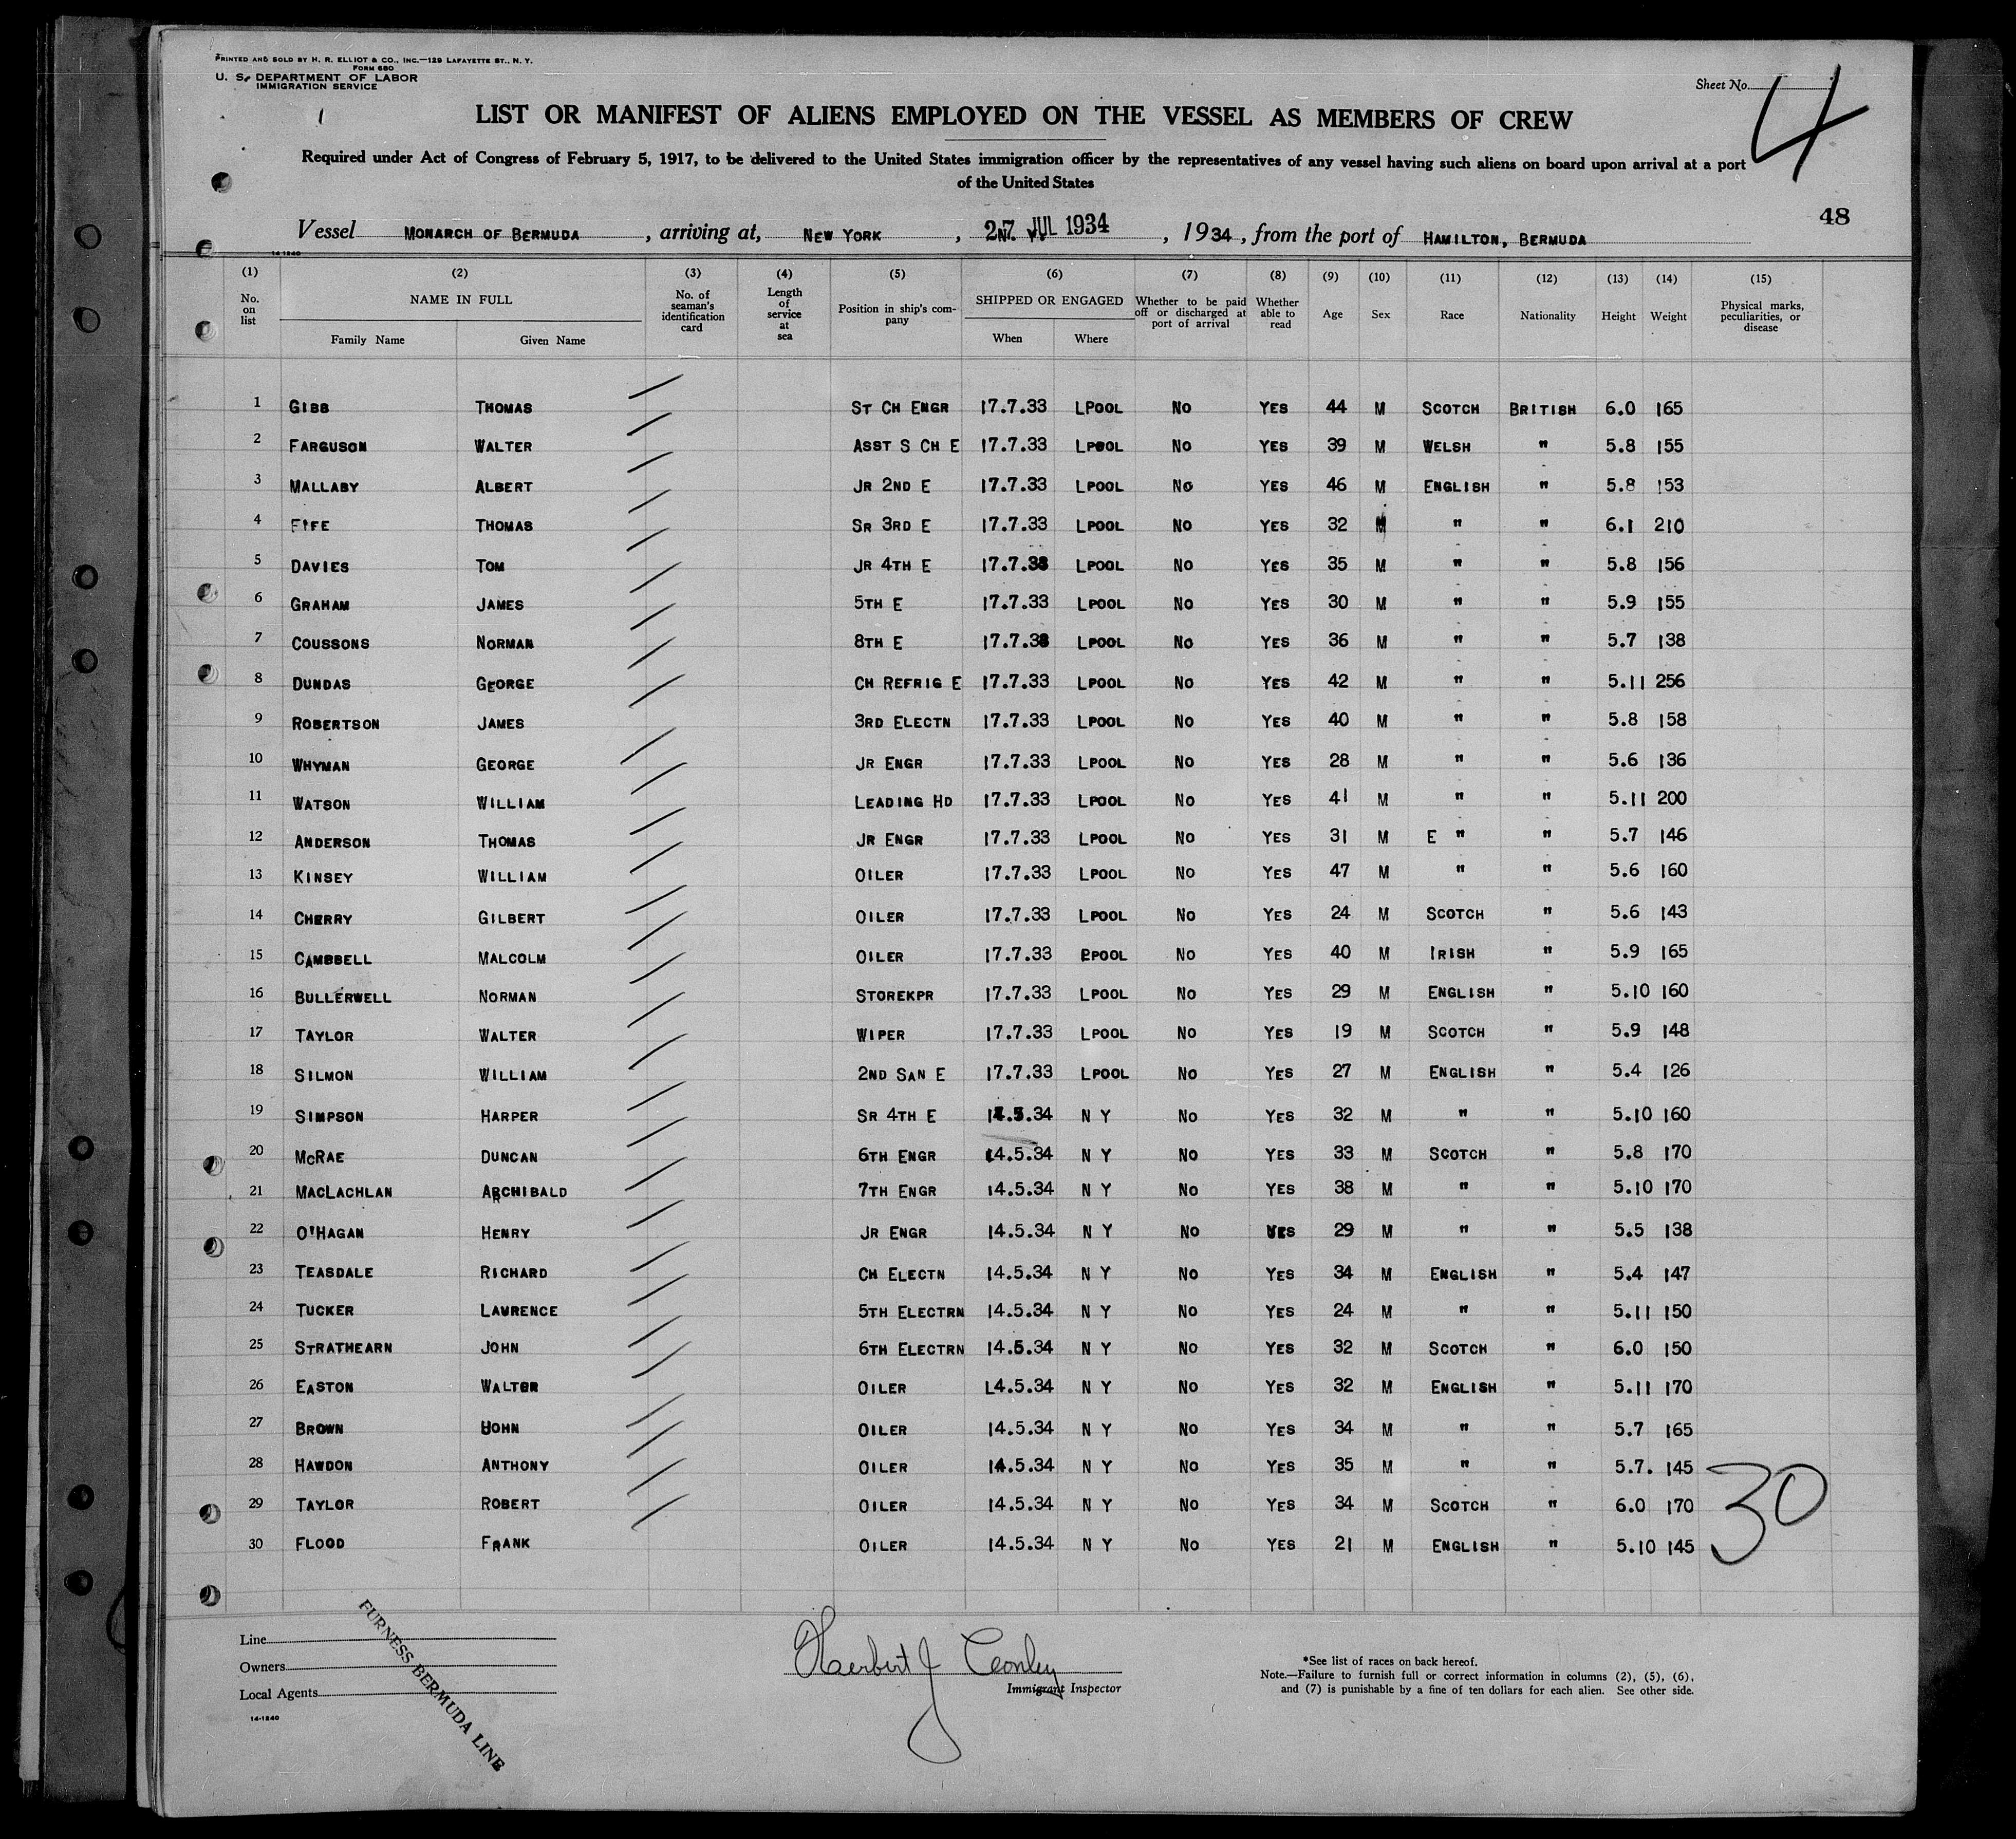 PRINTED AND SOLD BY H. R. ELLIOT & CO., INC.—129 LAFAYETTE ST., N. Y.
FORM 680
U. S. DEPARTMENT OF LABOR
IMMIGRATION SERVICE
Sheet No. 4
LIST OR MANIFEST OF ALIENS EMPLOYED ON THE VESSEL AS MEMBERS OF CREW
Required under Act of Congress of February 5, 1917, to be delivered to the United States immigration officer by the representatives of any vessel having such aliens on board upon arrival at a port
of the United States
48
Vessel MONARCH OF BERMUDA, arriving at, NEW YORK, 27 JUL 1934, 1934, from the port of HAMILTON, BERMUDA
14-1240
(1) (2) (3) (4) (5) (6) (7) (8) (9) (10) (11) (12) (13) (14) (15)
No. on list NAME IN FULL Family Name Given Name No. of seaman's identification card Length of service at sea Position in ship's company SHIPPED OR ENGAGED When Where Whether to be paid off or discharged at port of arrival Whether able to read Age Sex Race Nationality Height Weight Physical marks, peculiarities, or disease
1 GIBB THOMAS ST CH ENGR 17.7.33 LPOOL NO YES 44 M SCOTCH BRITISH 6.0 165
2 FARGUSON WALTER ASST S CH E 17.7.33 LPOOL NO YES 39 M WELSH " 5.8 155
3 MALLABY ALBERT JR 2ND E 17.7.33 LPOOL NO YES 46 M ENGLISH " 5.8 153
4 FIFE THOMAS SR 3RD E 17.7.33 LPOOL NO YES 32 M " " 6.1 210
5 DAVIES TOM JR 4TH E 17.7.33 LPOOL NO YES 35 M " " 5.8 156
6 GRAHAM JAMES 5TH E 17.7.33 LPOOL NO YES 30 M " " 5.9 155
7 COUSSONS NORMAN 8TH E 17.7.33 LPOOL NO YES 36 M " " 5.7 138
8 DUNDAS GEORGE CH REFRIG E 17.7.33 LPOOL NO YES 42 M " " 5.11 256
9 ROBERTSON JAMES 3RD ELECTN 17.7.33 LPOOL NO YES 40 M " " 5.8 158
10 WHYMAN GEORGE JR ENGR 17.7.33 LPOOL NO YES 28 M " " 5.6 136
11 WATSON WILLIAM LEADING HD 17.7.33 LPOOL NO YES 41 M " " 5.11 200
12 ANDERSON THOMAS JR ENGR 17.7.33 LPOOL NO YES 31 M E " " 5.7 146
13 KINSEY WILLIAM OILER 17.7.33 LPOOL NO YES 47 M " " 5.6 160
14 CHERRY GILBERT OILER 17.7.33 LPOOL NO YES 24 M SCOTCH " 5.6 143
15 CAMBBELL MALCOLM OILER 17.7.33 LPOOL NO YES 40 M IRISH " 5.9 165
16 BULLERWELL NORMAN STOREKPR 17.7.33 LPOOL NO YES 29 M ENGLISH " 5.10 160
17 TAYLOR WALTER WIPER 17.7.33 LPOOL NO YES 19 M SCOTCH " 5.9 148
18 SILMON WILLIAM 2ND SAN E 17.7.33 LPOOL NO YES 27 M ENGLISH " 5.4 126
19 SIMPSON HARPER SR 4TH E 14.5.34 N Y NO YES 32 M " " 5.10 160
20 MCRAE DUNCAN 6TH ENGR 14.5.34 N Y NO YES 33 M SCOTCH " 5.8 170
21 MACLACHLAN ARCHIBALD 7TH ENGR 14.5.34 N Y NO YES 38 M " " 5.10 170
22 O'HAGAN HENRY JR ENGR 14.5.34 N Y NO YES 29 M " " 5.5 138
23 TEASDALE RICHARD CH ELECTN 14.5.34 N Y NO YES 34 M ENGLISH " 5.4 147
24 TUCKER LAWRENCE 5TH ELECTRN 14.5.34 N Y NO YES 24 M " " 5.11 150
25 STRATHEARN JOHN 6TH ELECTRN 14.5.34 N Y NO YES 32 M SCOTCH " 6.0 150
26 EASTON WALTER OILER L4.5.34 N Y NO YES 32 M ENGLISH " 5.11 170
27 BROWN HOHN OILER 14.5.34 N Y NO YES 34 M " " 5.7 165
28 HAWDON ANTHONY OILER 14.5.34 N Y NO YES 35 M " " 5.7. 145
29 TAYLOR ROBERT OILER 14.5.34 N Y NO YES 34 M SCOTCH " 6.0 170
30 FLOOD FRANK OILER 14.5.34 N Y NO YES 21 M ENGLISH " 5.10 145
30
Line
Owners
Local Agents
14-1240
FURNESS BERMUDA LINE
Herbert J Conley
Immigrant Inspector
*See list of races on back hereof.
Note.—Failure to furnish full or correct information in columns (2), (5), (6),
and (7) is punishable by a fine of ten dollars for each alien. See other side.